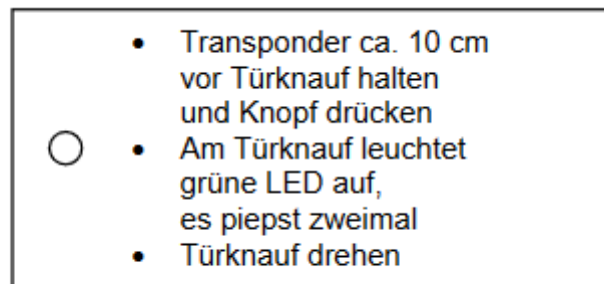 • Transponder ca. 10 cm
vor Türknauf halten
und Knopf drücken
• Am Türknauf leuchtet
grüne LED auf,
es piepst zweimal
• Türknauf drehen